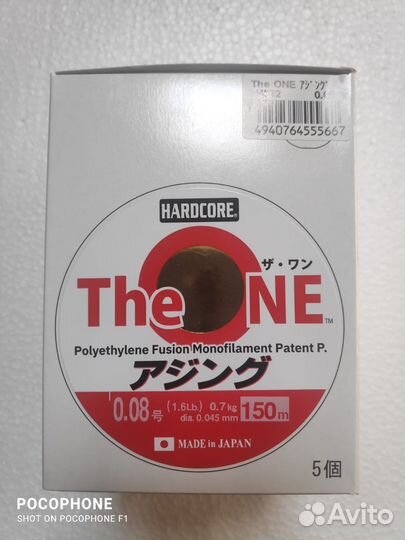 The ONE ｱｼﾞﾝｸﾞ
4940764555667
HARDCORE®
ザ・ワン
The ONE™
Polyethylene Fusion Monofilament Patent P.
アジング
0.08号 (1.6Lb.) 0.7kg 150m
dia. 0.045 mm
MADE in JAPAN
5個
POCOPHONE
SHOT ON POCOPHONE F1
Avito